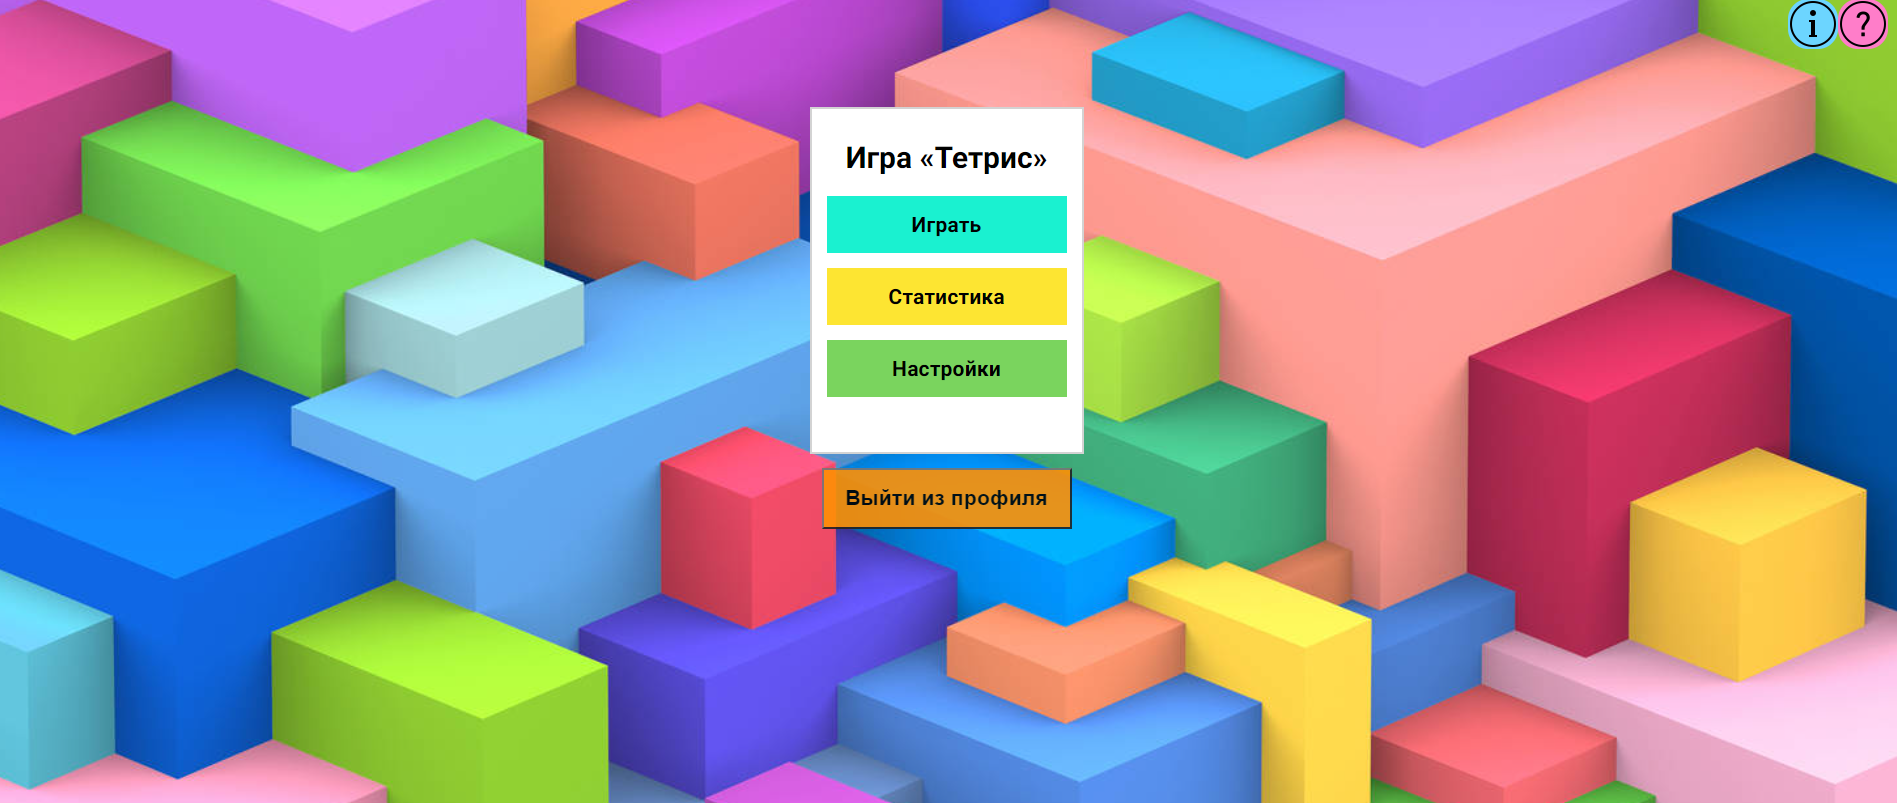 i ?
Игра «Тетрис»
Играть
Статистика
Настройки
Выйти из профиля